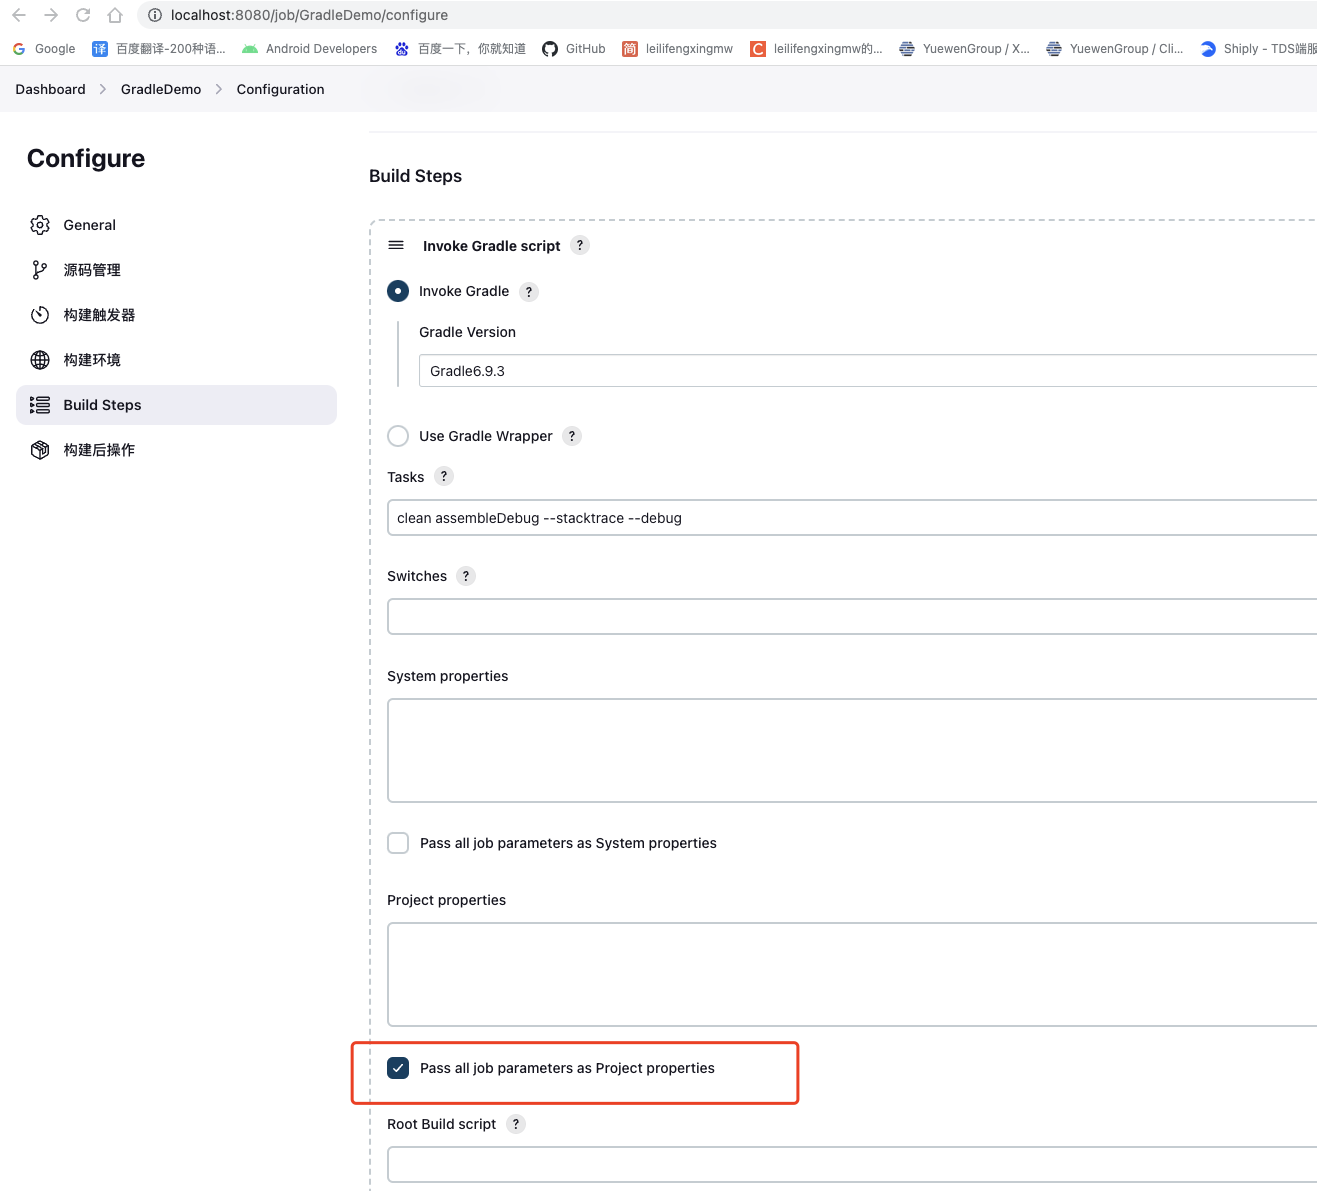 localhost:8080/job/GradleDemo/configure
Google 百度翻译-200种语... Android Developers 百度一下，你就知道 GitHub leilifengxingmw leilifengxingmw的... YuewenGroup / X... YuewenGroup / Cli... Shiply - TDS端服
Dashboard GradleDemo Configuration
Configure
General
源码管理
构建触发器
构建环境
Build Steps
构建后操作
Build Steps
Invoke Gradle script ?
Invoke Gradle ?
Gradle Version
Gradle6.9.3
Use Gradle Wrapper ?
Tasks ?
clean assembleDebug --stacktrace --debug
Switches ?
System properties
Pass all job parameters as System properties
Project properties
Pass all job parameters as Project properties
Root Build script ?